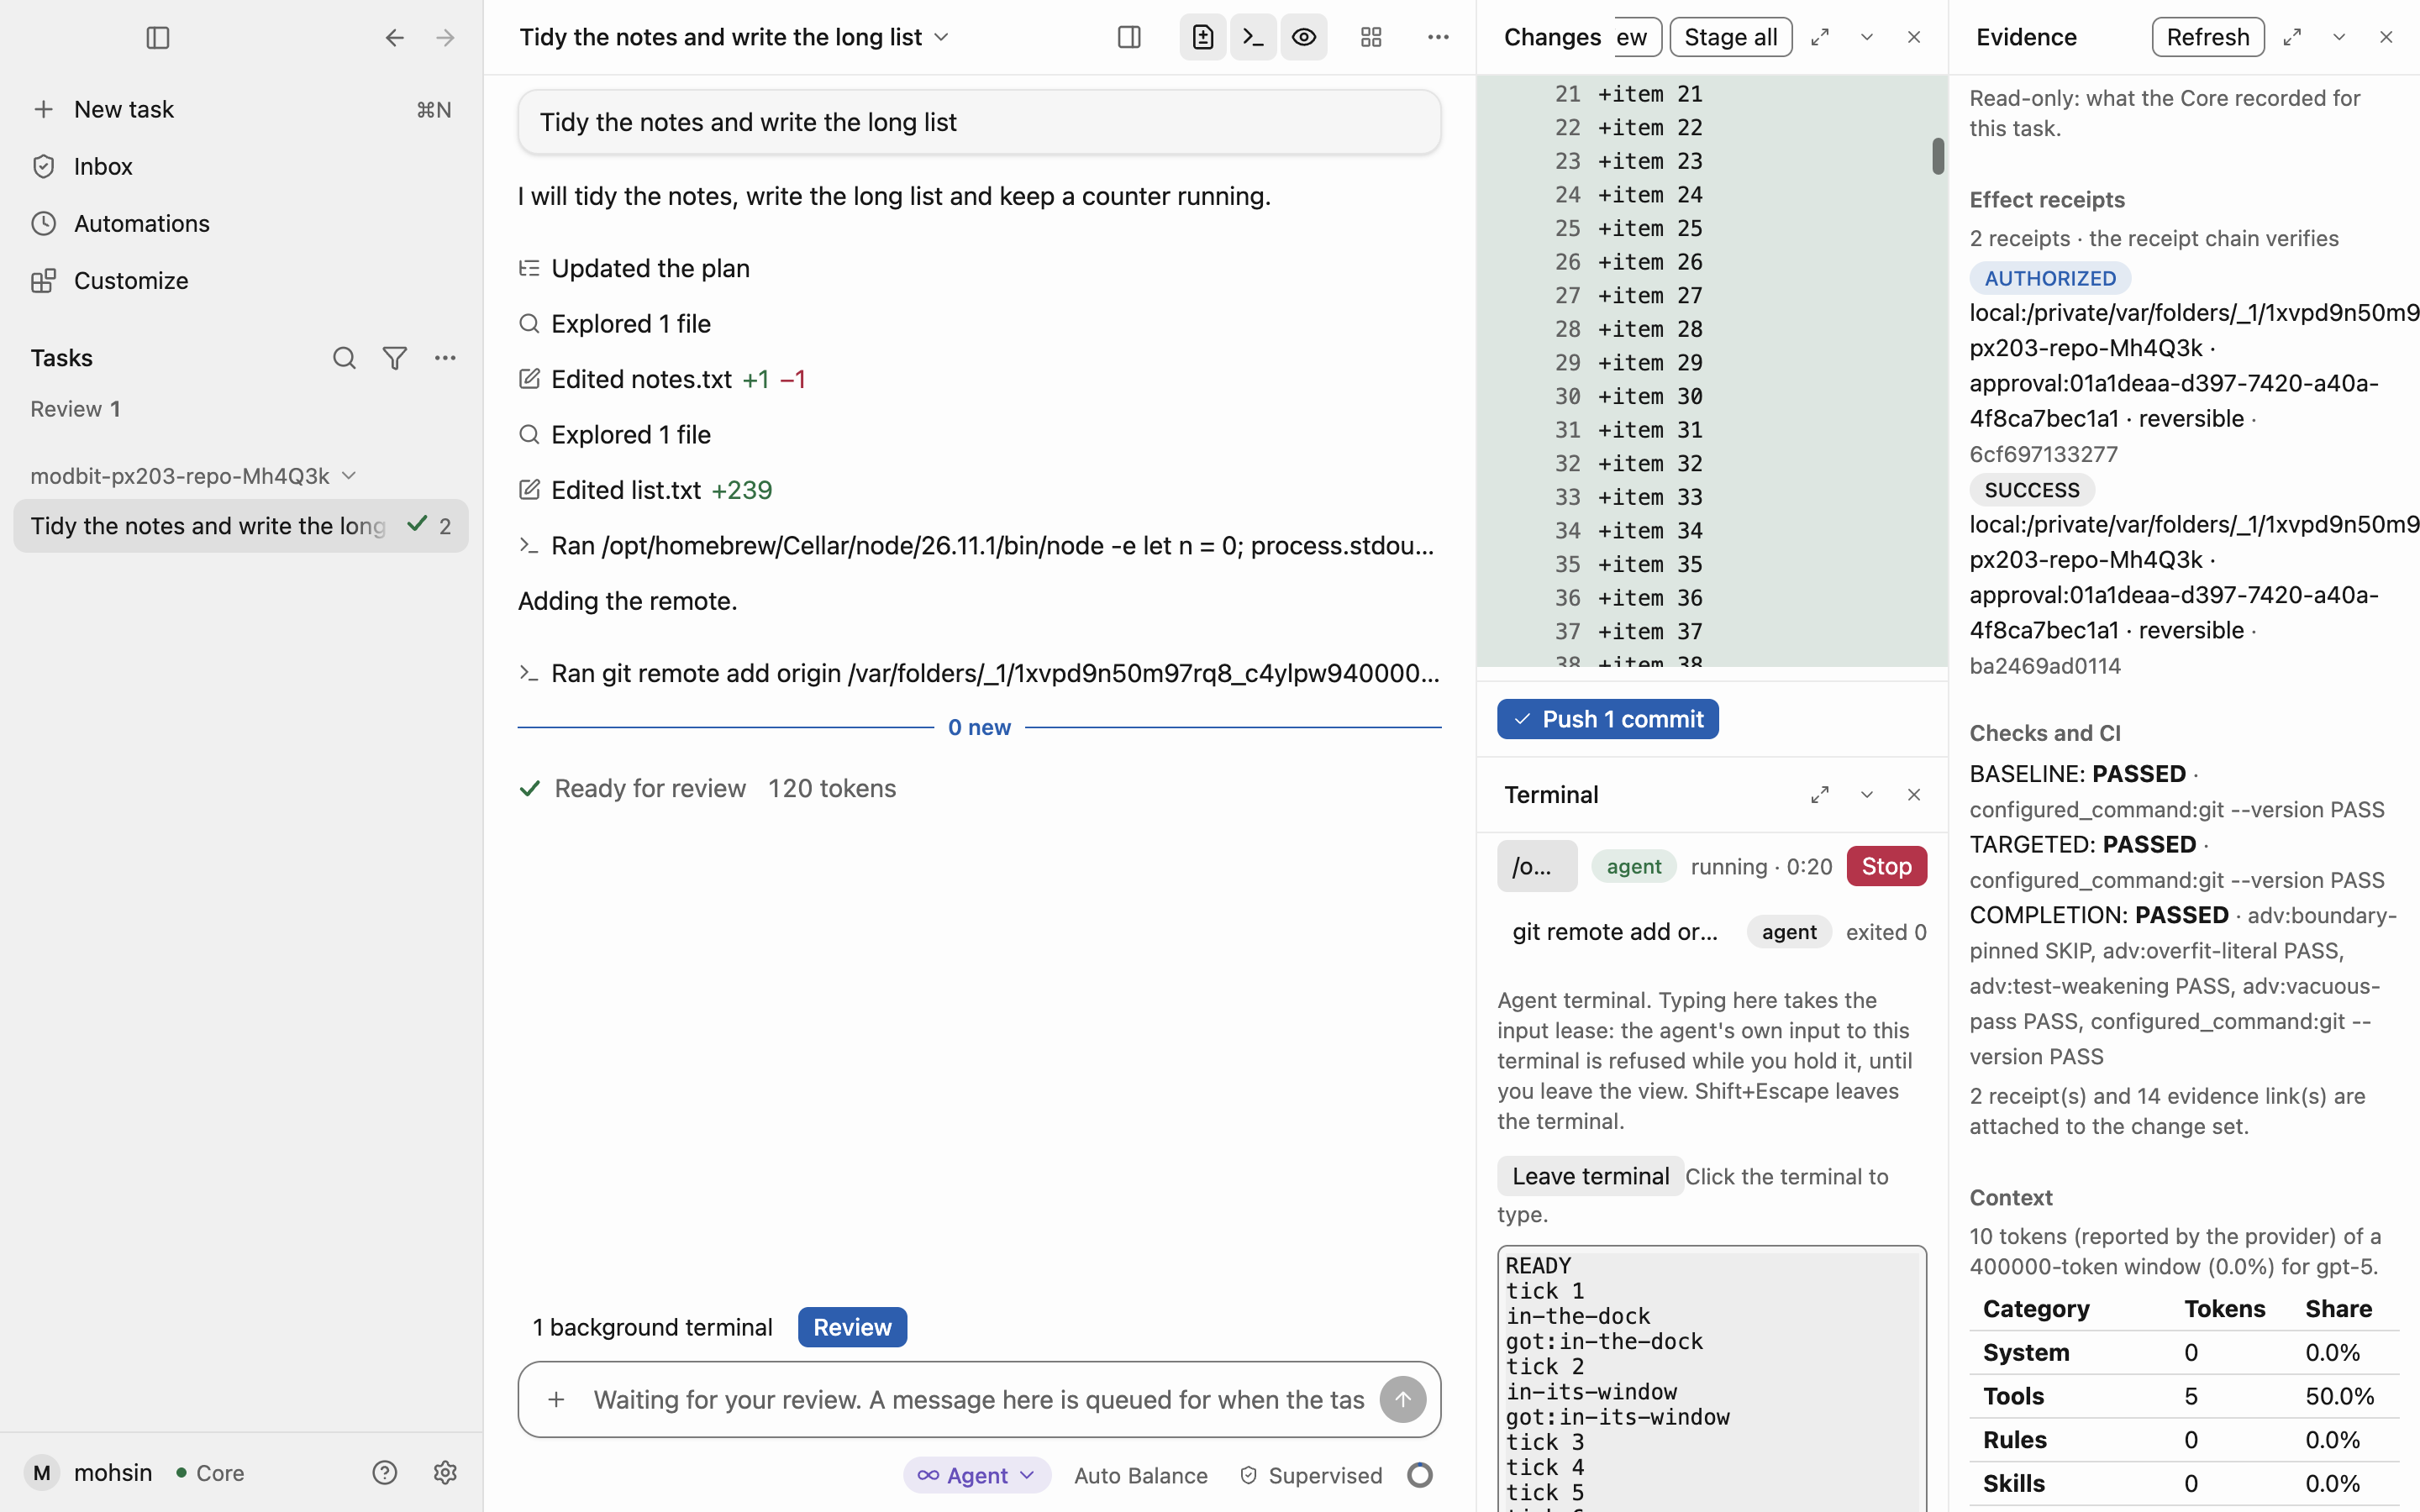 New task ⌘N
Inbox
Automations
Customize
Tasks
Review 1
modbit-px203-repo-Mh4Q3k
Tidy the notes and write the long 2
M mohsin Core
Tidy the notes and write the long list
Tidy the notes and write the long list
I will tidy the notes, write the long list and keep a counter running.
Updated the plan
Explored 1 file
Edited notes.txt +1 −1
Explored 1 file
Edited list.txt +239
Ran /opt/homebrew/Cellar/node/26.11.1/bin/node -e let n = 0; process.stdou...
Adding the remote.
Ran git remote add origin /var/folders/_1/1xvpd9n50m97rq8_c4ylpw940000...
0 new
Ready for review 120 tokens
1 background terminal Review
Waiting for your review. A message here is queued for when the tas
Agent Auto Balance Supervised
Changes ew Stage all
21 +item 21
22 +item 22
23 +item 23
24 +item 24
25 +item 25
26 +item 26
27 +item 27
28 +item 28
29 +item 29
30 +item 30
31 +item 31
32 +item 32
33 +item 33
34 +item 34
35 +item 35
36 +item 36
37 +item 37
38 +item 38
Push 1 commit
Terminal
/o... agent running · 0:20 Stop
git remote add or... agent exited 0
Agent terminal. Typing here takes the
input lease: the agent's own input to this
terminal is refused while you hold it, until
you leave the view. Shift+Escape leaves
the terminal.
Leave terminal Click the terminal to
type.
READY
tick 1
in-the-dock
got:in-the-dock
tick 2
in-its-window
got:in-its-window
tick 3
tick 4
tick 5
Evidence Refresh
Read-only: what the Core recorded for
this task.
Effect receipts
2 receipts · the receipt chain verifies
AUTHORIZED
local:/private/var/folders/_1/1xvpd9n50m9
px203-repo-Mh4Q3k ·
approval:01a1deaa-d397-7420-a40a-
4f8ca7bec1a1 · reversible ·
6cf697133277
SUCCESS
local:/private/var/folders/_1/1xvpd9n50m9
px203-repo-Mh4Q3k ·
approval:01a1deaa-d397-7420-a40a-
4f8ca7bec1a1 · reversible ·
ba2469ad0114
Checks and CI
BASELINE: PASSED ·
configured_command:git --version PASS
TARGETED: PASSED ·
configured_command:git --version PASS
COMPLETION: PASSED · adv:boundary-
pinned SKIP, adv:overfit-literal PASS,
adv:test-weakening PASS, adv:vacuous-
pass PASS, configured_command:git --
version PASS
2 receipt(s) and 14 evidence link(s) are
attached to the change set.
Context
10 tokens (reported by the provider) of a
400000-token window (0.0%) for gpt-5.
Category Tokens Share
System 0 0.0%
Tools 5 50.0%
Rules 0 0.0%
Skills 0 0.0%